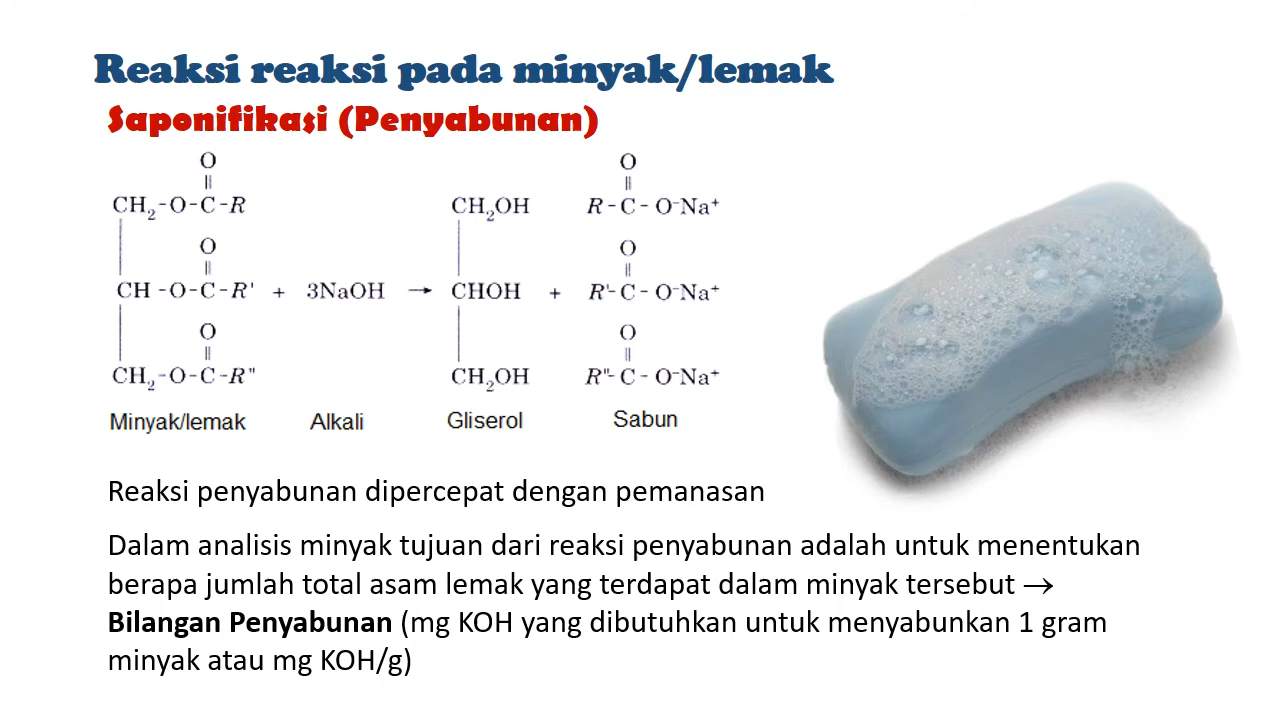 Reaksi reaksi pada minyak/lemak
Saponifikasi (Penyabunan)
O O
|| ||
CH₂-O-C-R CH₂OH R-C-O⁻Na⁺
O O
|| ||
CH-O-C-R' + 3NaOH → CHOH + R'-C-O⁻Na⁺
O O
|| ||
CH₂-O-C-R" CH₂OH R"-C-O⁻Na⁺
Minyak/lemak Alkali Gliserol Sabun
Reaksi penyabunan dipercepat dengan pemanasan
Dalam analisis minyak tujuan dari reaksi penyabunan adalah untuk menentukan
berapa jumlah total asam lemak yang terdapat dalam minyak tersebut →
Bilangan Penyabunan (mg KOH yang dibutuhkan untuk menyabunkan 1 gram
minyak atau mg KOH/g)